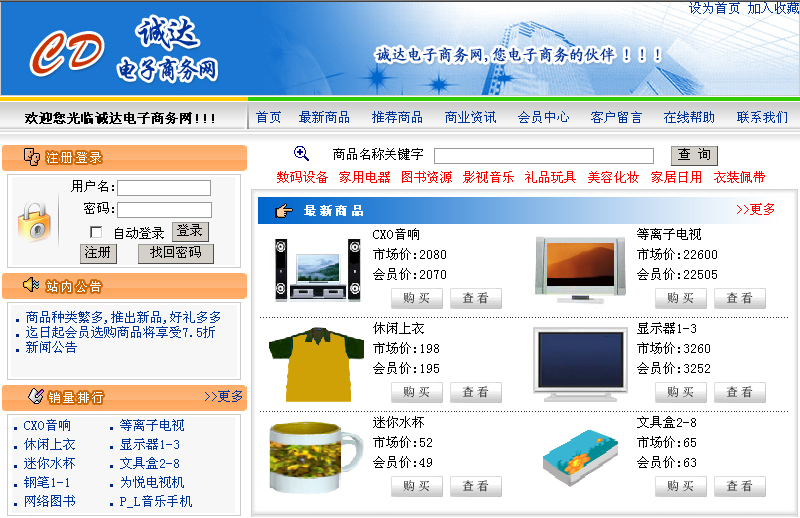 设为首页 加入收藏
CD
诚达
电子商务网
诚达电子商务网,您电子商务的伙伴！！！
欢迎您光临诚达电子商务网!!!
首页 最新商品 推荐商品 商业资讯 会员中心 客户留言 在线帮助 联系我们
注册登录
用户名:
密码:
自动登录 登录
注册 找回密码
站内公告
商品种类繁多,推出新品,好礼多多
迄日起会员选购商品将享受7.5折
新闻公告
销量排行 >>更多
CXO音响 等离子电视
休闲上衣 显示器1-3
迷你水杯 文具盒2-8
钢笔1-1 为悦电视机
网络图书 P_L音乐手机
商品名称关键字 查 询
数码设备 家用电器 图书资源 影视音乐 礼品玩具 美容化妆 家居日用 衣装佩带
最新商品 >>更多
CXO音响
市场价:2080
会员价:2070
购 买 查 看
等离子电视
市场价:22600
会员价:22505
购 买 查 看
休闲上衣
市场价:198
会员价:195
购 买 查 看
显示器1-3
市场价:3260
会员价:3252
购 买 查 看
迷你水杯
市场价:52
会员价:49
购 买 查 看
文具盒2-8
市场价:65
会员价:63
购 买 查 看